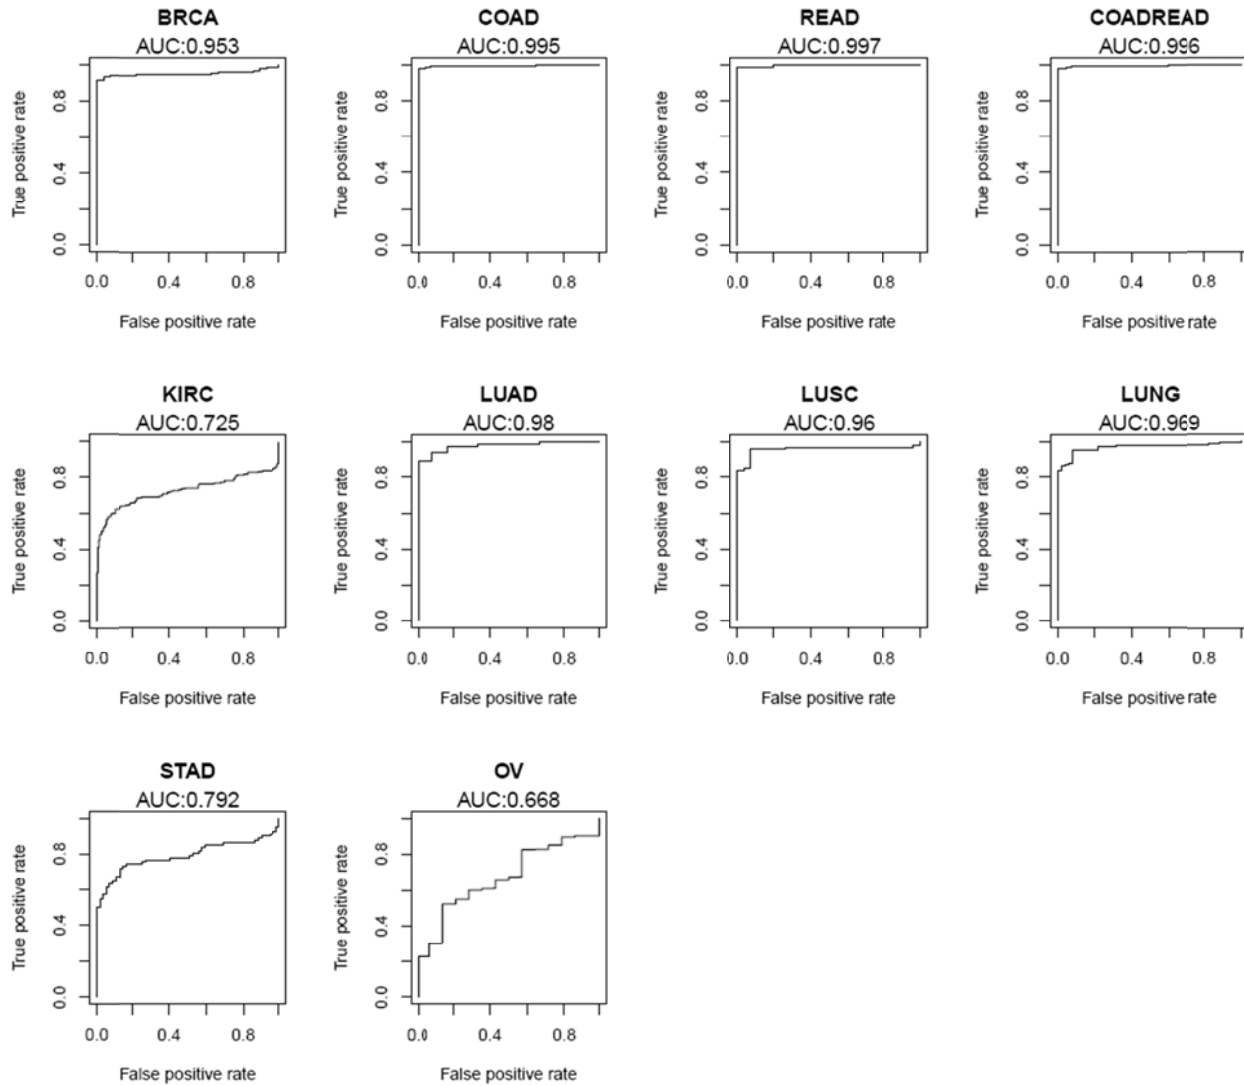 BRCA
AUC:0.953
True positive rate
0.8
0.4
0.0
0.0 0.4 0.8
False positive rate
COAD
AUC:0.995
True positive rate
0.8
0.4
0.0
0.0 0.4 0.8
False positive rate
READ
AUC:0.997
True positive rate
0.8
0.4
0.0
0.0 0.4 0.8
False positive rate
COADREAD
AUC:0.996
True positive rate
0.8
0.4
0.0
0.0 0.4 0.8
False positive rate
KIRC
AUC:0.725
True positive rate
0.8
0.4
0.0
0.0 0.4 0.8
False positive rate
LUAD
AUC:0.98
True positive rate
0.8
0.4
0.0
0.0 0.4 0.8
False positive rate
LUSC
AUC:0.96
True positive rate
0.8
0.4
0.0
0.0 0.4 0.8
False positive rate
LUNG
AUC:0.969
True positive rate
0.8
0.4
0.0
0.0 0.4 0.8
False positive rate
STAD
AUC:0.792
True positive rate
0.8
0.4
0.0
0.0 0.4 0.8
False positive rate
OV
AUC:0.668
True positive rate
0.8
0.4
0.0
0.0 0.4 0.8
False positive rate